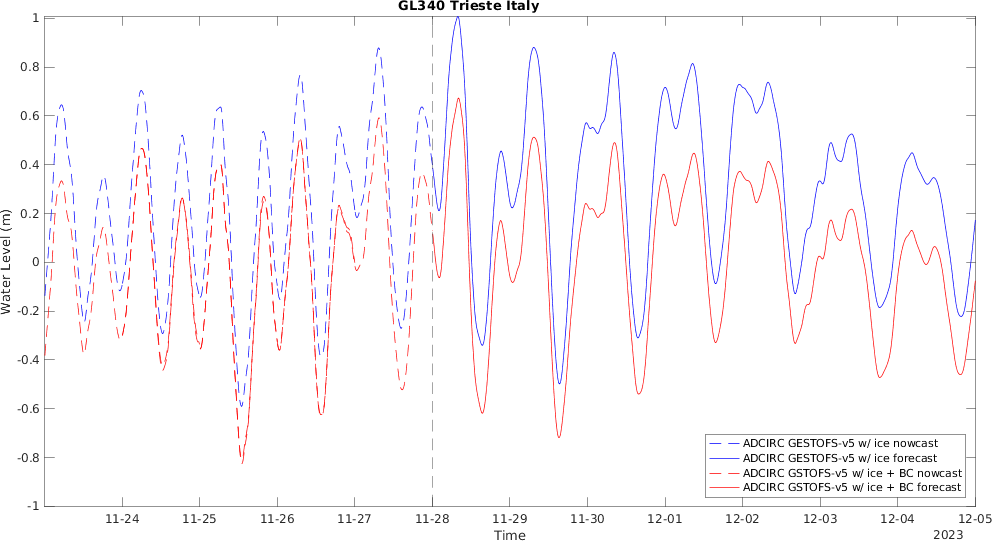 GL340 Trieste Italy
1
0.8
0.6
0.4
0.2
0
-0.2
-0.4
-0.6
-0.8
-1
Water Level (m)
11-24 11-25 11-26 11-27 11-28 11-29 11-30 12-01 12-02 12-03 12-04 12-05
Time
2023
ADCIRC GESTOFS-v5 w/ ice nowcast
ADCIRC GESTOFS-v5 w/ ice forecast
ADCIRC GSTOFS-v5 w/ ice + BC nowcast
ADCIRC GSTOFS-v5 w/ ice + BC forecast